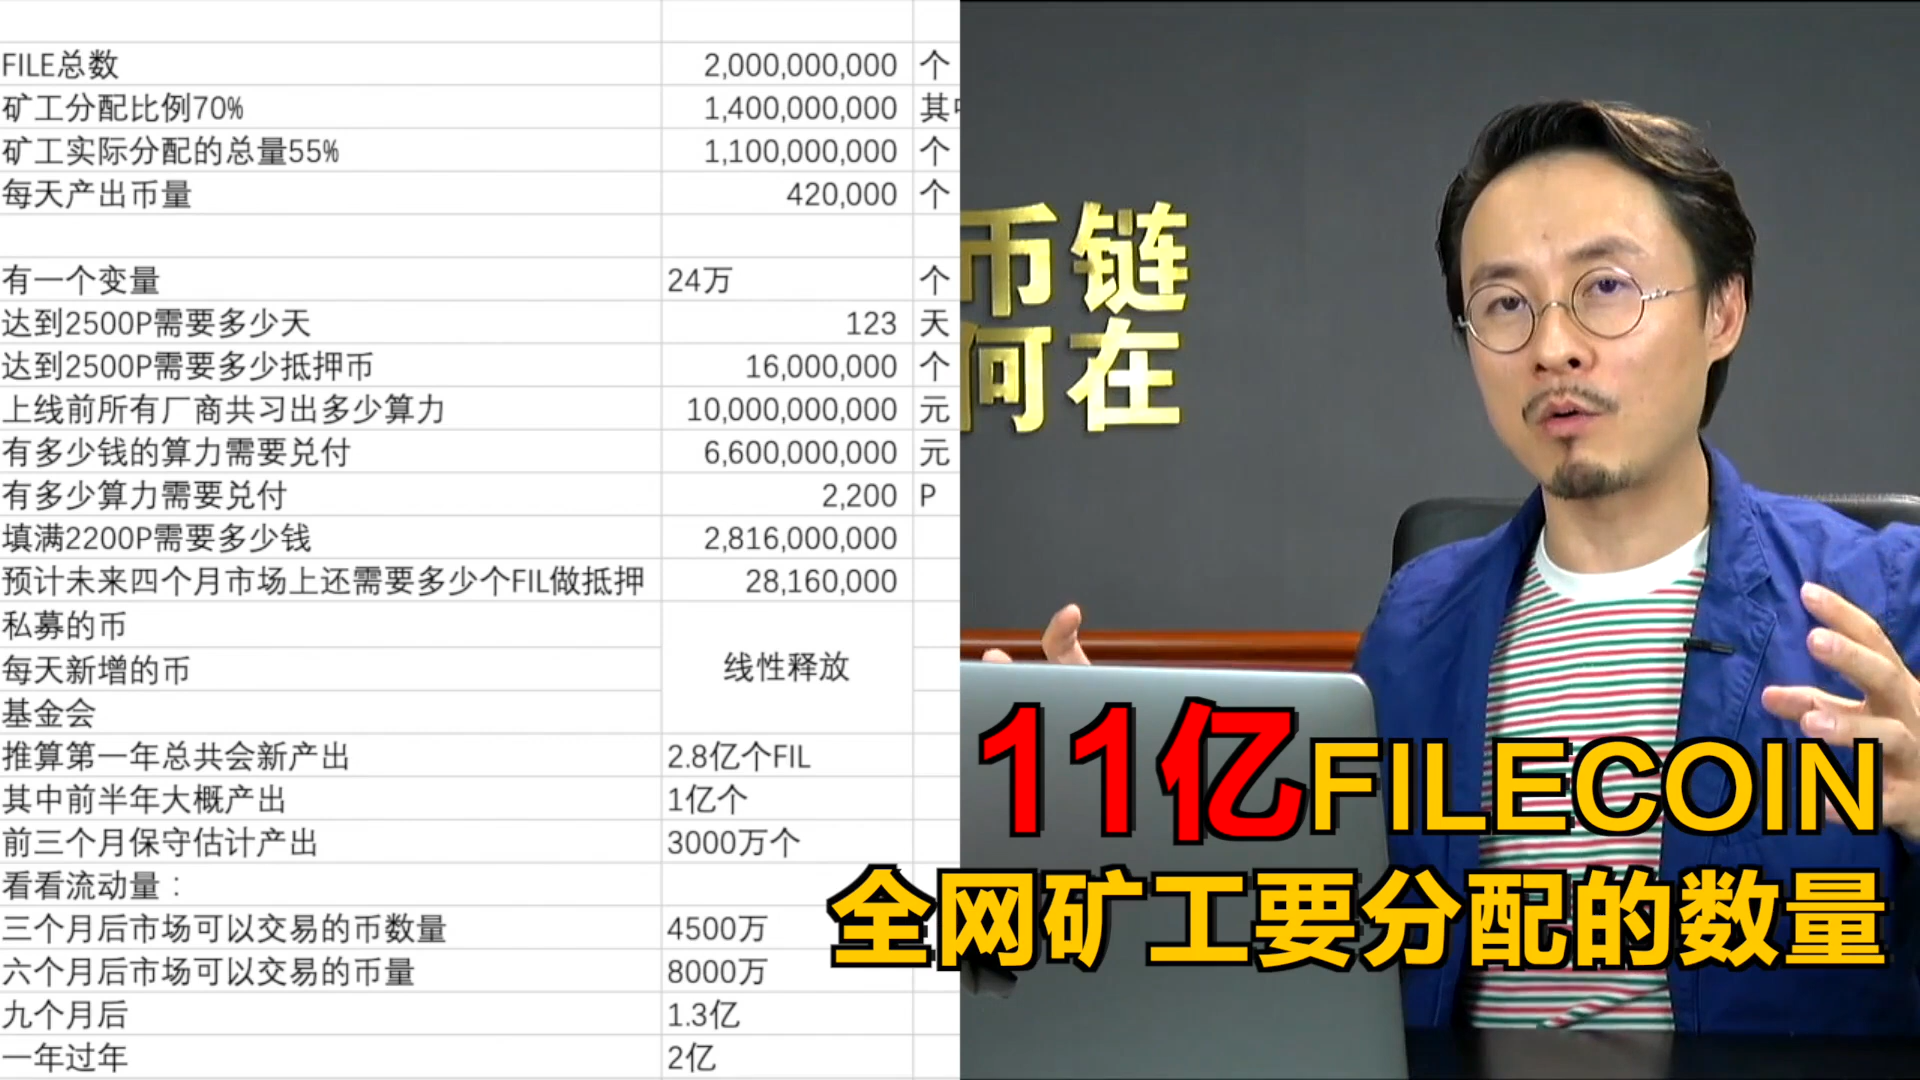 FILE总数 2,000,000,000 个
矿工分配比例70% 1,400,000,000 其
矿工实际分配的总量55% 1,100,000,000 个
每天产出币量 420,000 个
有一个变量 24万 个
达到2500P需要多少天 123 天
达到2500P需要多少抵押币 16,000,000 个
上线前所有厂商共习出多少算力 10,000,000,000 元
有多少钱的算力需要兑付 6,600,000,000 元
有多少算力需要兑付 2,200 P
填满2200P需要多少钱 2,816,000,000
预计未来四个月市场上还需要多少个FIL做抵押 28,160,000
私募的币
每天新增的币 线性释放
基金会
推算第一年总共会新产出 2.8亿个FIL
其中前半年大概产出 1亿个
前三个月保守估计产出 3000万个
看看流动量：
三个月后市场可以交易的币数量 4500万
六个月后市场可以交易的币量 8000万
九个月后 1.3亿
一年过年 2亿
币链
何在
11亿FILECOIN
全网矿工要分配的数量